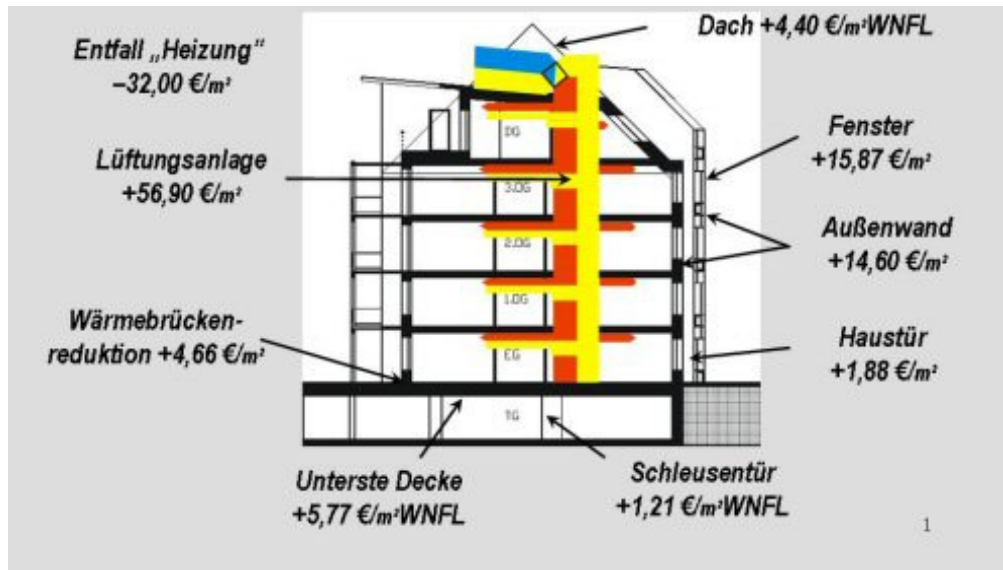 Entfall „Heizung“
–32,00 €/m²
Lüftungsanlage
+56,90 €/m²
Wärmebrücken-
reduktion +4,66 €/m²
Unterste Decke
+5,77 €/m²WNFL
Dach +4,40 €/m²WNFL
Fenster
+15,87 €/m²
Außenwand
+14,60 €/m²
Haustür
+1,88 €/m²
Schleusentür
+1,21 €/m²WNFL
DG
3.OG
2.OG
1.OG
EG
TG
1